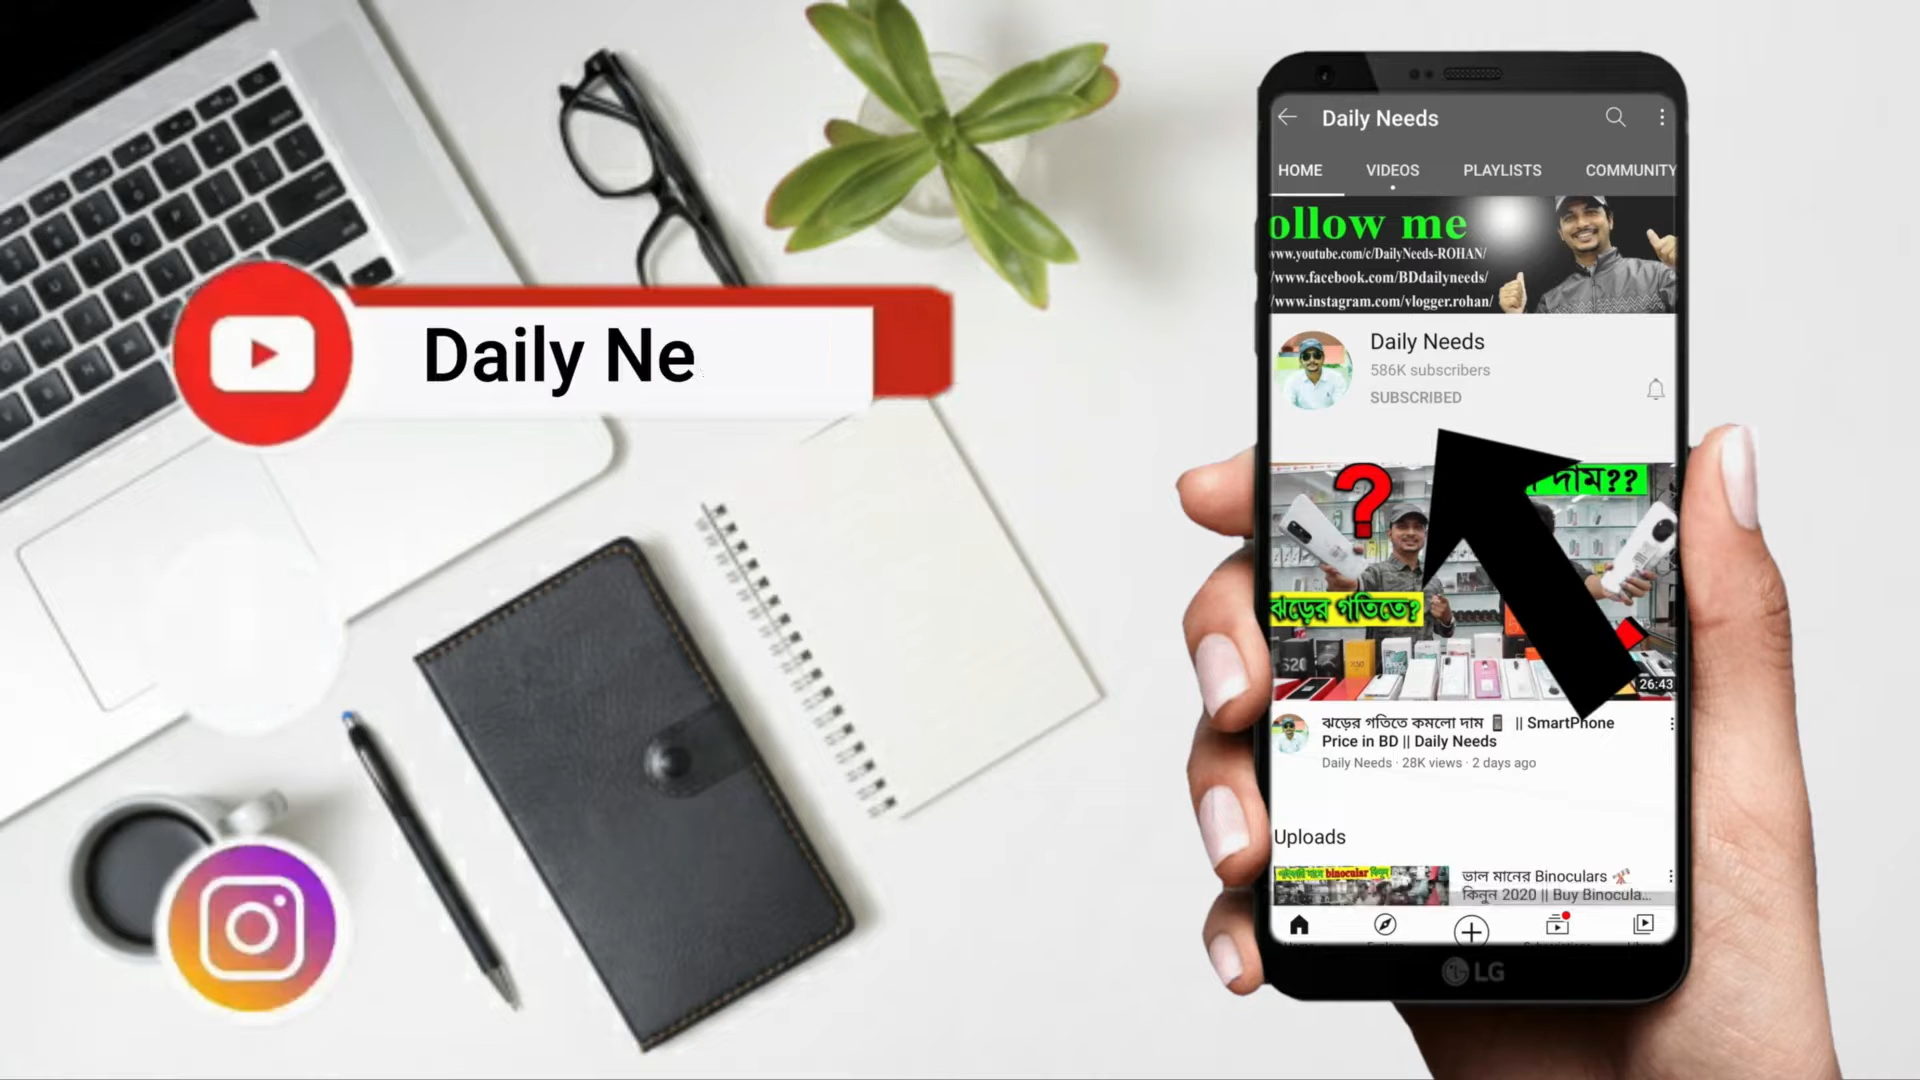 Daily Ne
Daily Needs
HOME VIDEOS PLAYLISTS COMMUNITY
ollow me
www.youtube.com/c/DailyNeeds-ROHAN/
/www.facebook.com/BDdailyneeds/
/www.instagram.com/vlogger.rohan/
Daily Needs
586K subscribers
SUBSCRIBED
দাম??
?
ঝড়ের গতিতে?
S20
26:43
ঝড়ের গতিতে কমলো দাম || SmartPhone
Price in BD || Daily Needs
Daily Needs · 28K views · 2 days ago
Uploads
binocular কিনুন
ভাল মানের Binoculars
কিনুন 2020 || Buy Binocula...
LG